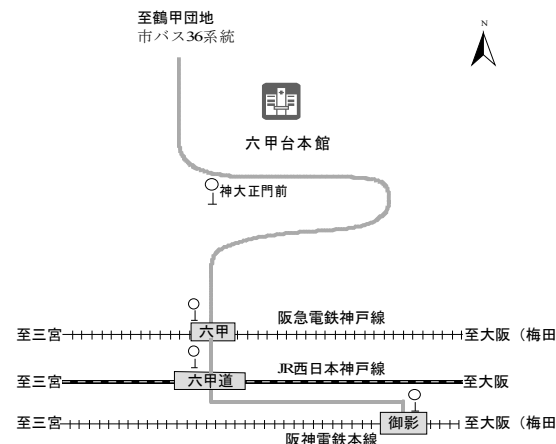 至鶴甲団地
市バス36系統
N
六甲台本館
神大正門前
阪急電鉄神戸線
至三宮
六甲
至大阪（梅田
JR西日本神戸線
至三宮
六甲道
至大阪
至三宮
御影
至大阪（梅田
阪神電鉄本線